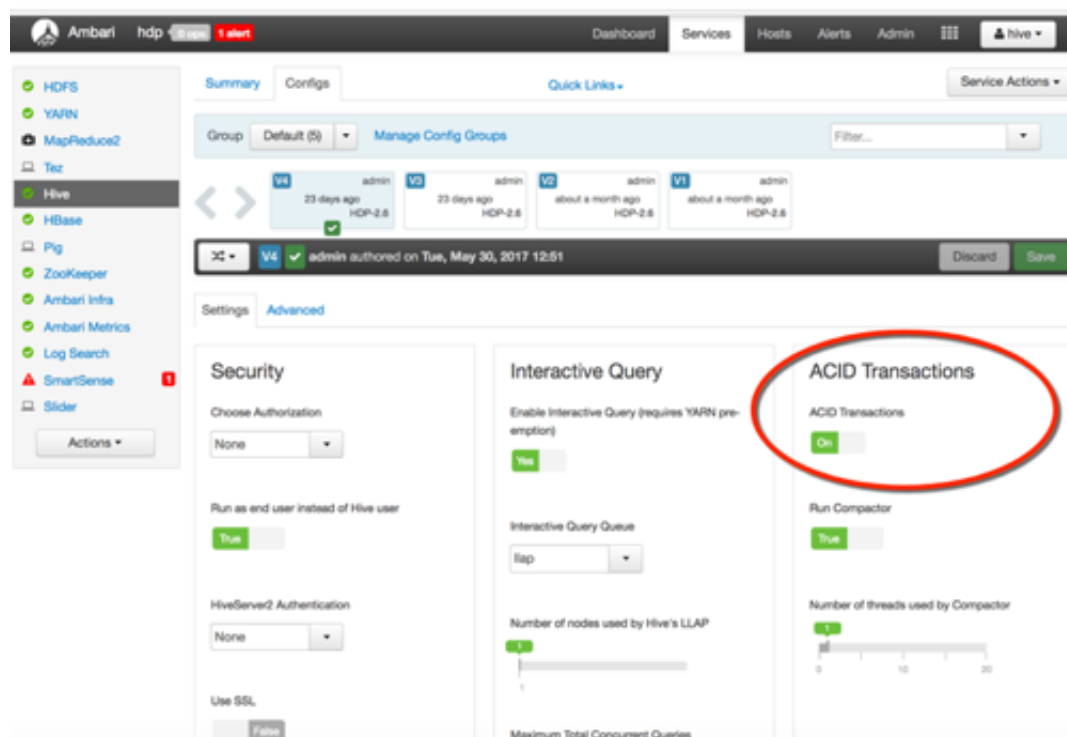 Ambari hdp 0 ops 1 alert Dashboard Services Hosts Alerts Admin hive
HDFS
YARN
MapReduce2
Tez
Hive
HBase
Pig
ZooKeeper
Ambari Infra
Ambari Metrics
Log Search
SmartSense 1
Slider
Actions
Summary Configs Quick Links Service Actions
Group Default (5) Manage Config Groups Filter...
V4 admin
23 days ago
HDP-2.6
V3 admin
23 days ago
HDP-2.6
V2 admin
about a month ago
HDP-2.6
V1 admin
about a month ago
HDP-2.6
V4 admin authored on Tue, May 30, 2017 12:51 Discard Save
Settings Advanced
Security
Choose Authorization
None
Run as end user instead of Hive user
True
HiveServer2 Authentication
None
Use SSL
False
Interactive Query
Enable Interactive Query (requires YARN pre-
emption)
Yes
Interactive Query Queue
llap
Number of nodes used by Hive's LLAP
1
1
Maximum Total Concurrent Queries
ACID Transactions
ACID Transactions
On
Run Compactor
True
Number of threads used by Compactor
1
0 10 20